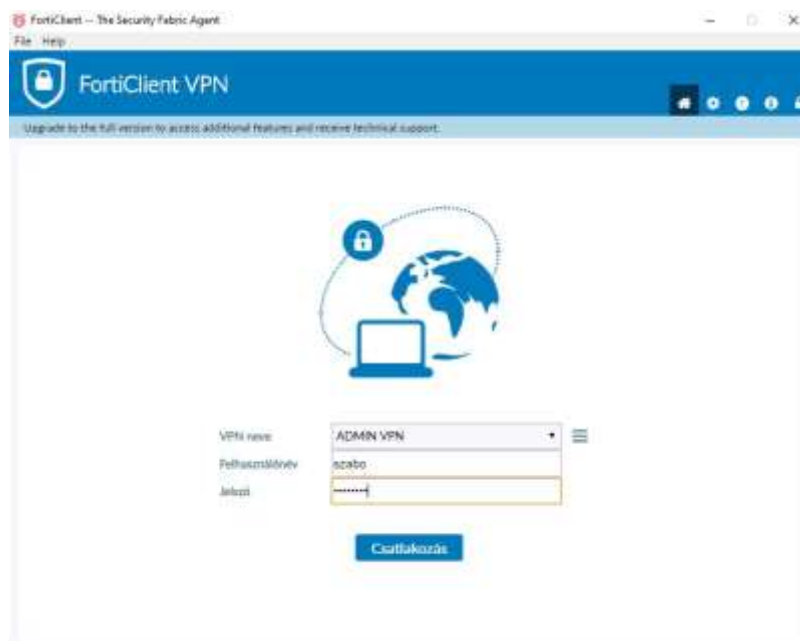 FortiClient -- The Security Fabric Agent
File Help
FortiClient VPN
Upgrade to the full version to access additional features and receive technical support.
VPN neve
ADMIN VPN
Felhasználónév
szabo
Jelszó
••••••••
Csatlakozás